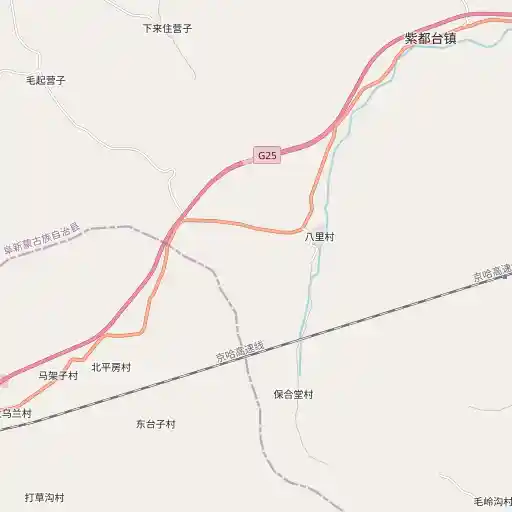 下来住营子
紫都台镇
毛起营子
G25
阜新蒙古族自治县
八里村
京哈高速
京哈高速线
北平房村
马架子村
保合堂村
乌兰村
东台子村
打草沟村
毛岭沟村